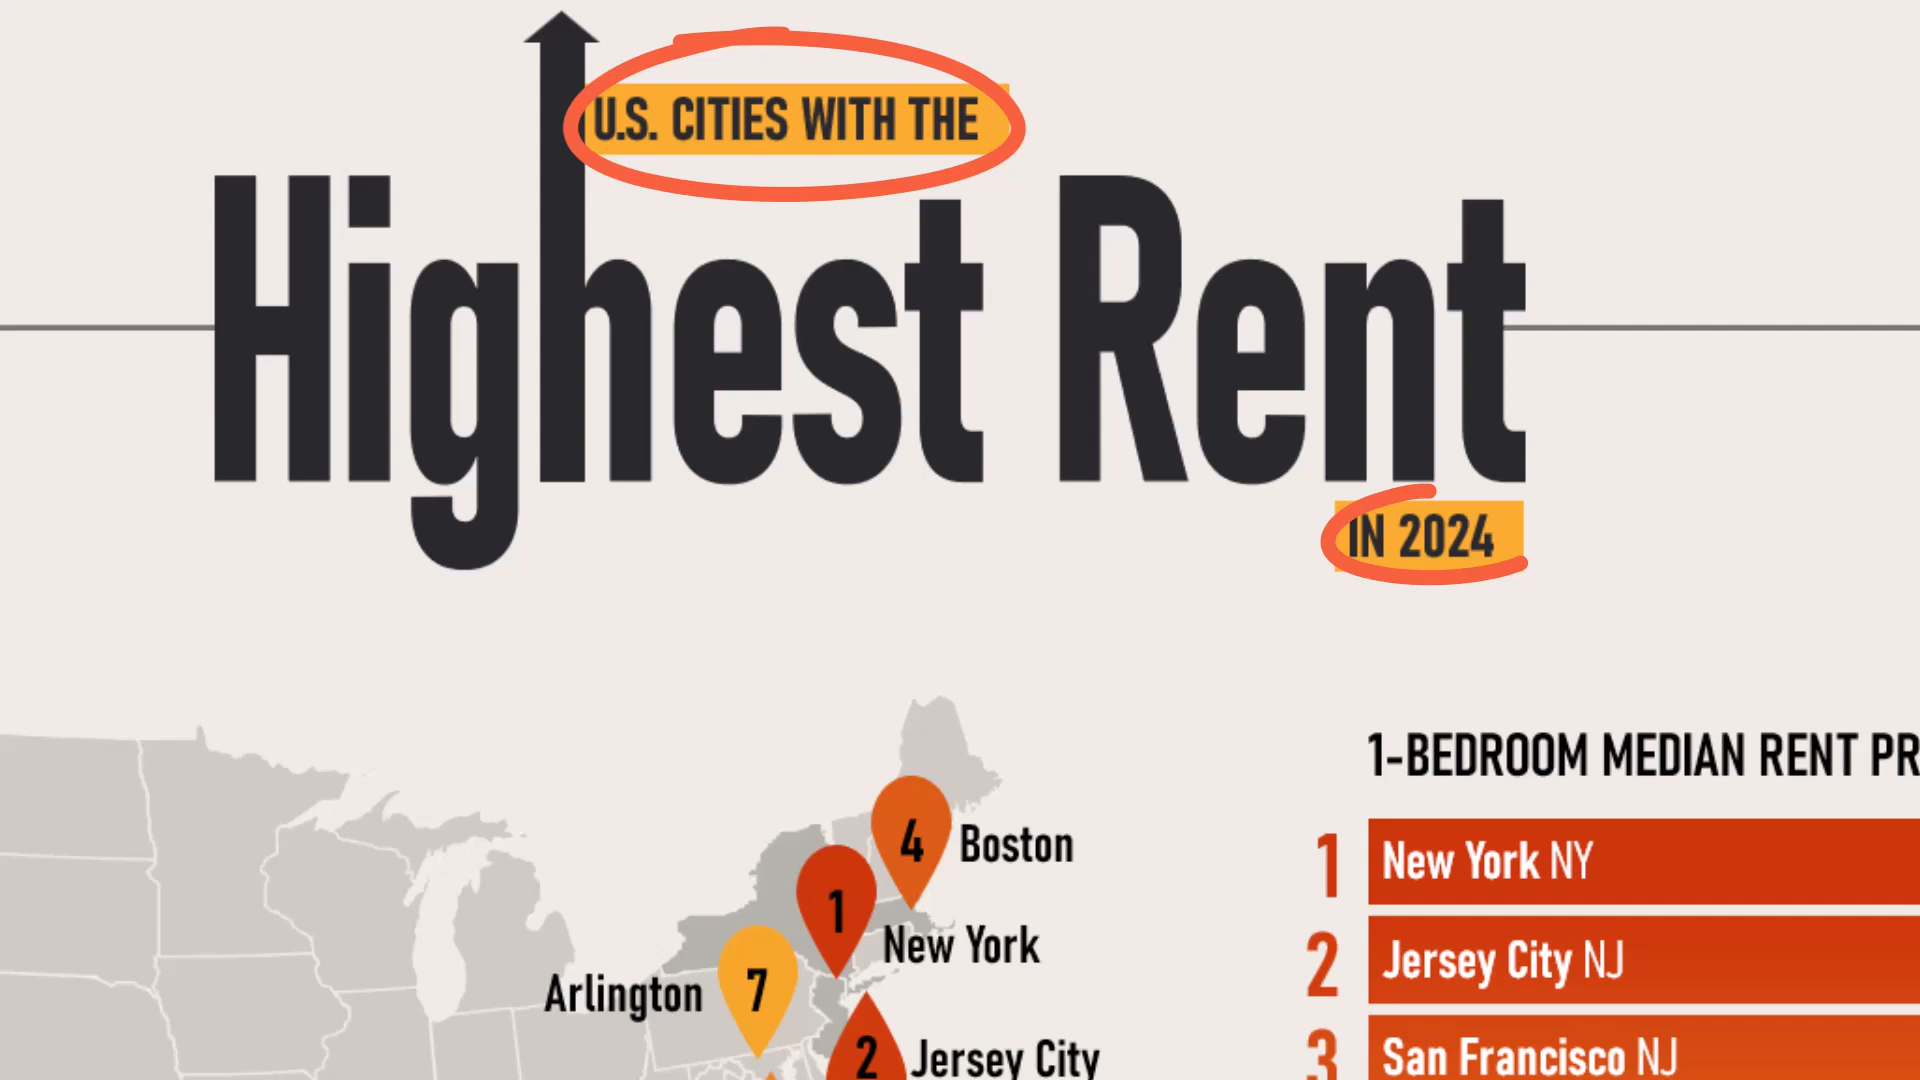 U.S. CITIES WITH THE
Highest Rent
IN 2024
1-BEDROOM MEDIAN RENT PR
4 Boston
1 New York
7 Arlington
2 Jersey City
1 New York NY
2 Jersey City NJ
3 San Francisco NJ